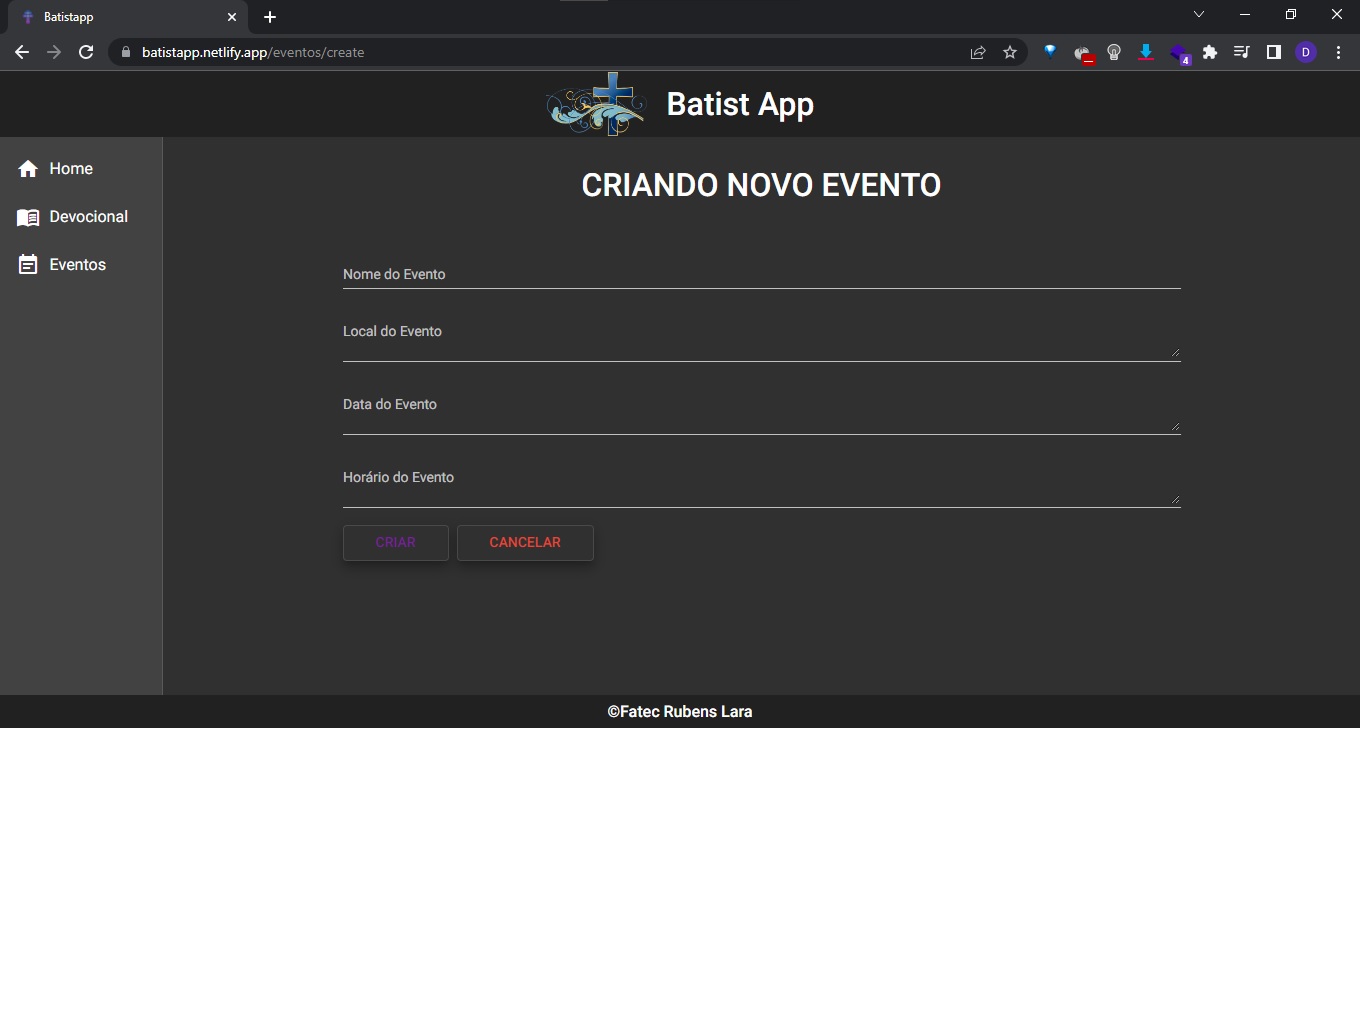 Batistapp
batistapp.netlify.app/eventos/create
4
D
Batist App
Home
Devocional
Eventos
CRIANDO NOVO EVENTO
Nome do Evento
Local do Evento
Data do Evento
Horário do Evento
CRIAR CANCELAR
©Fatec Rubens Lara